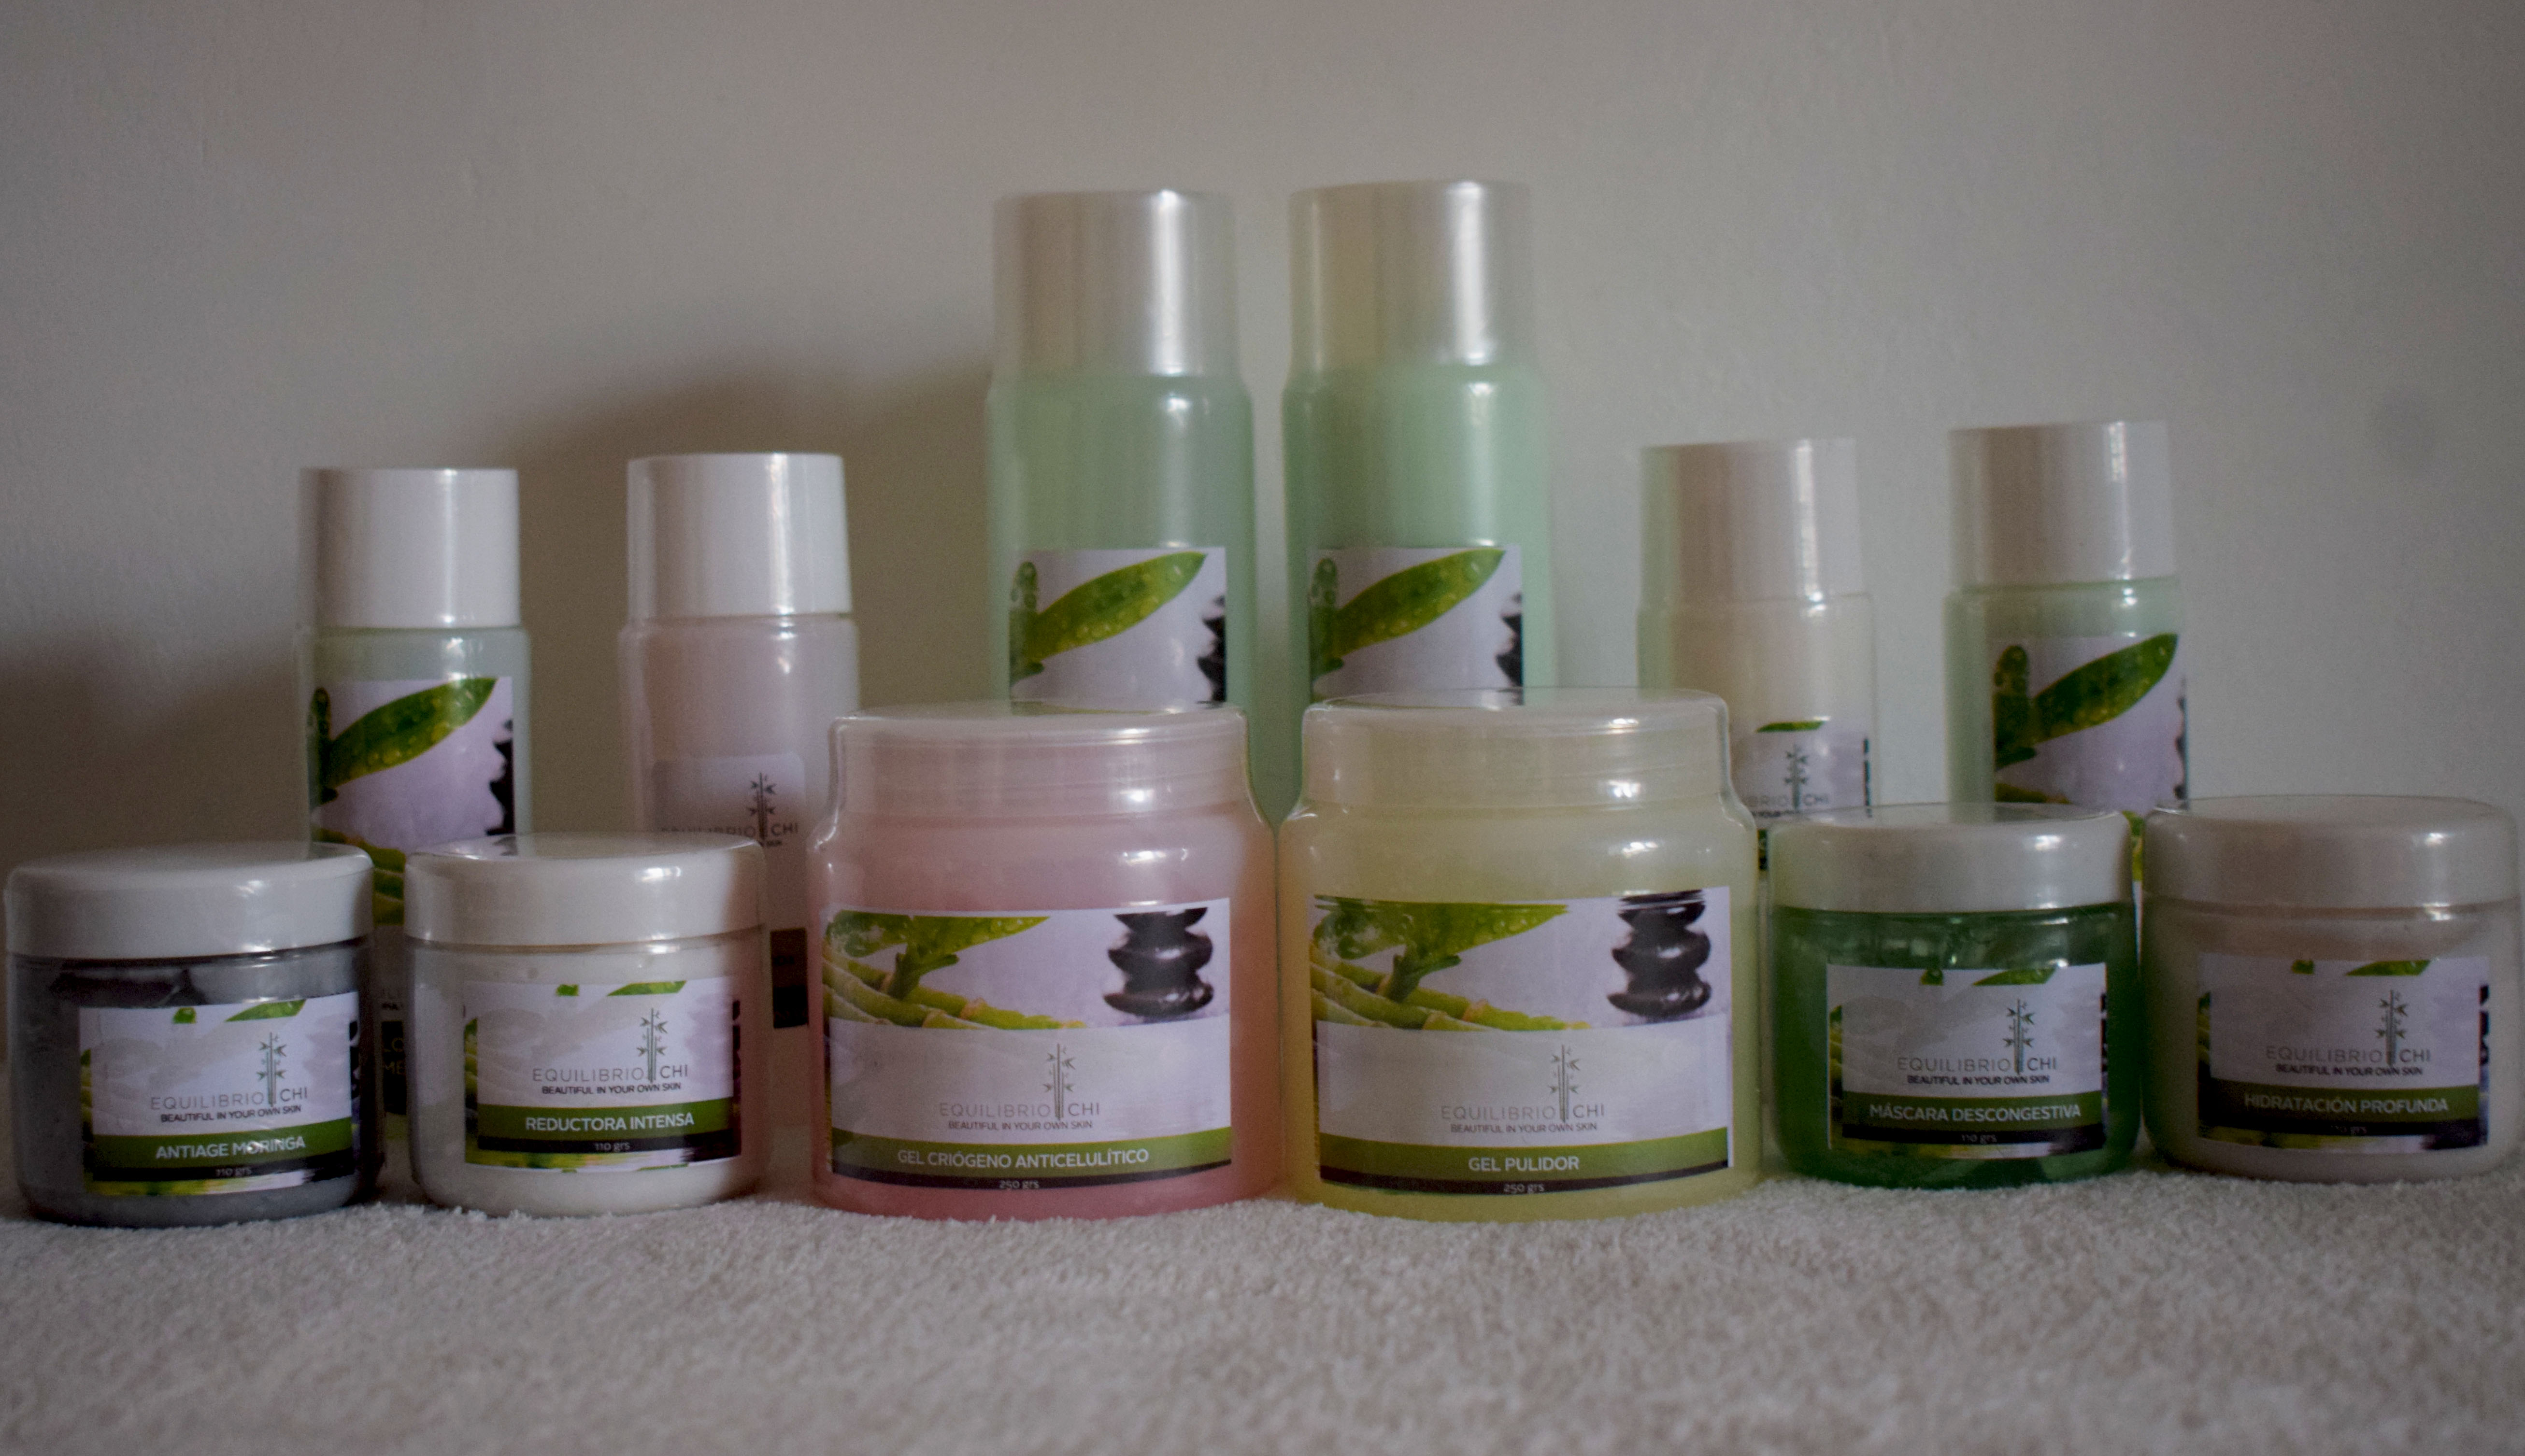 EQUILIBRIO CHI
BEAUTIFUL IN YOUR OWN SKIN
ANTIAGE MORINGA
110 grs
EQUILIBRIO CHI
BEAUTIFUL IN YOUR OWN SKIN
REDUCTORA INTENSA
110 grs
EQUILIBRIO CHI
EQUILIBRIO CHI
BEAUTIFUL IN YOUR OWN SKIN
GEL CRIÓGENO ANTICELULÍTICO
250 grs
EQUILIBRIO CHI
BEAUTIFUL IN YOUR OWN SKIN
GEL PULIDOR
250 grs
CHI
EQUILIBRIO CHI
BEAUTIFUL IN YOUR OWN SKIN
MÁSCARA DESCONGESTIVA
110 grs
EQUILIBRIO CHI
BEAUTIFUL IN YOUR OWN SKIN
HIDRATACIÓN PROFUNDA
110 grs